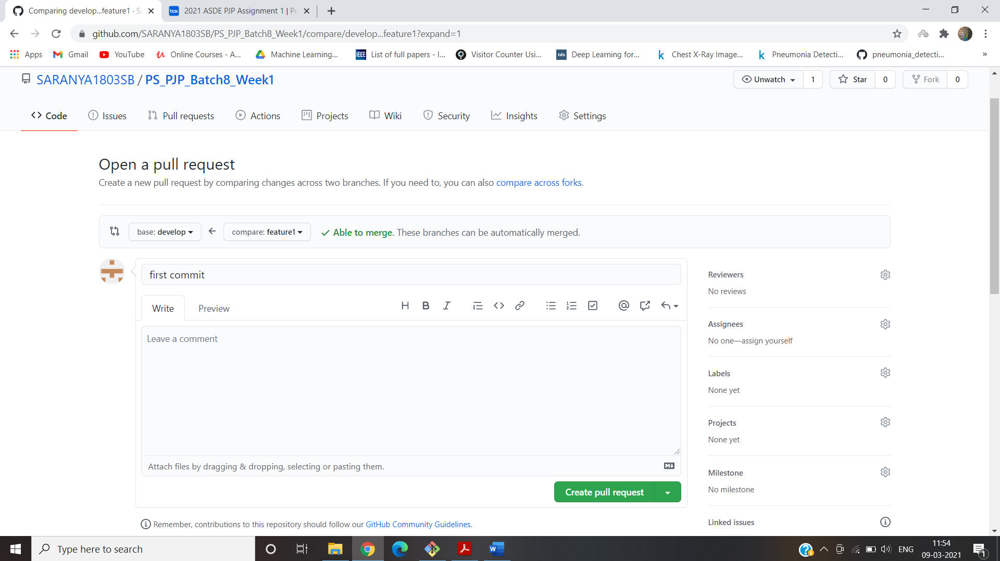 Comparing develop...feature1 · S
2021 ASDE PJP Assignment 1 | Po
github.com/SARANYA1803SB/PS_PJP_Batch8_Week1/compare/develop...feature1?expand=1
Apps
Gmail
YouTube
Online Courses - A...
Machine Learning...
IEEE
List of full papers - I...
Visitor Counter Usi...
tds
Deep Learning for...
Chest X-Ray Image...
Pneumonia Detecti...
pneumonia_detecti...
»
SARANYA1803SB / PS_PJP_Batch8_Week1
Unwatch 1
Star 0
Fork 0
Code
Issues
Pull requests
Actions
Projects
Wiki
Security
Insights
Settings
Open a pull request
Create a new pull request by comparing changes across two branches. If you need to, you can also compare across forks.
base: develop
compare: feature1
Able to merge. These branches can be automatically merged.
first commit
Write
Preview
Leave a comment
Attach files by dragging & dropping, selecting or pasting them.
Create pull request
Remember, contributions to this repository should follow our GitHub Community Guidelines.
Reviewers
No reviews
Assignees
No one—assign yourself
Labels
None yet
Projects
None yet
Milestone
No milestone
Linked issues
Type here to search
ENG
11:54
09-03-2021
1